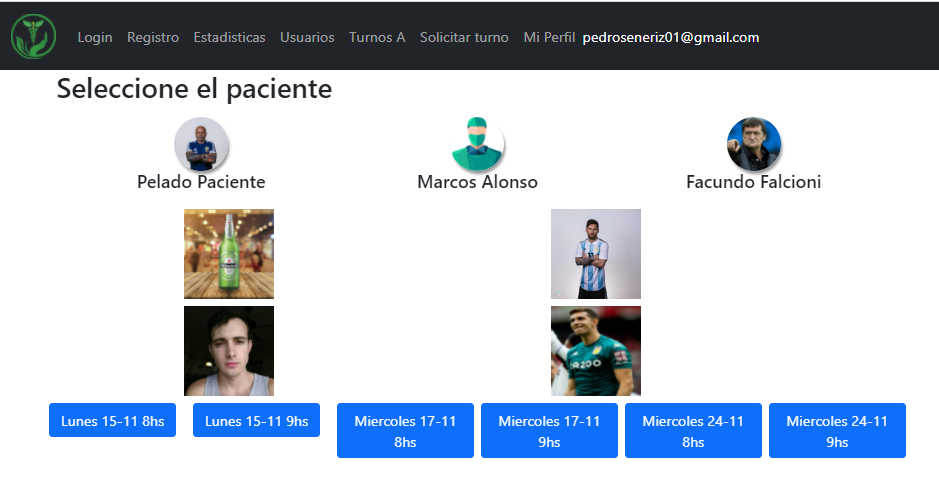 Login Registro Estadisticas Usuarios Turnos A Solicitar turno Mi Perfil pedroseneriz01@gmail.com
Seleccione el paciente
Pelado Paciente Marcos Alonso Facundo Falcioni
Lunes 15-11 8hs Lunes 15-11 9hs Miercoles 17-11 8hs Miercoles 17-11 9hs Miercoles 24-11 8hs Miercoles 24-11 9hs